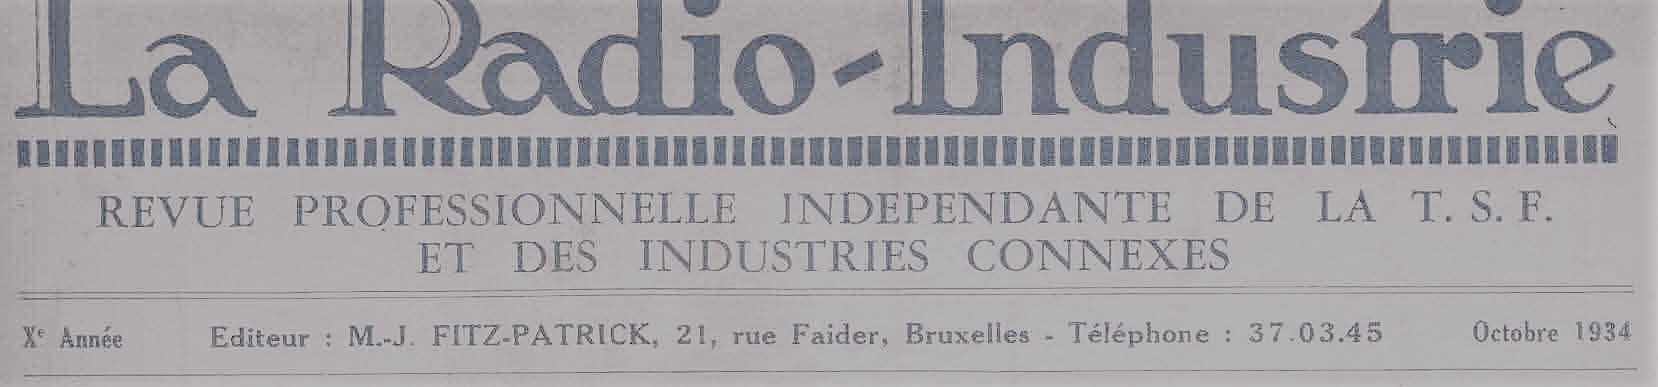 La Radio-Industrie
REVUE PROFESSIONNELLE INDEPENDANTE DE LA T. S. F.
ET DES INDUSTRIES CONNEXES
Xe Année Editeur : M.-J. FITZ-PATRICK, 21, rue Faider, Bruxelles - Téléphone : 37.03.45 Octobre 1934